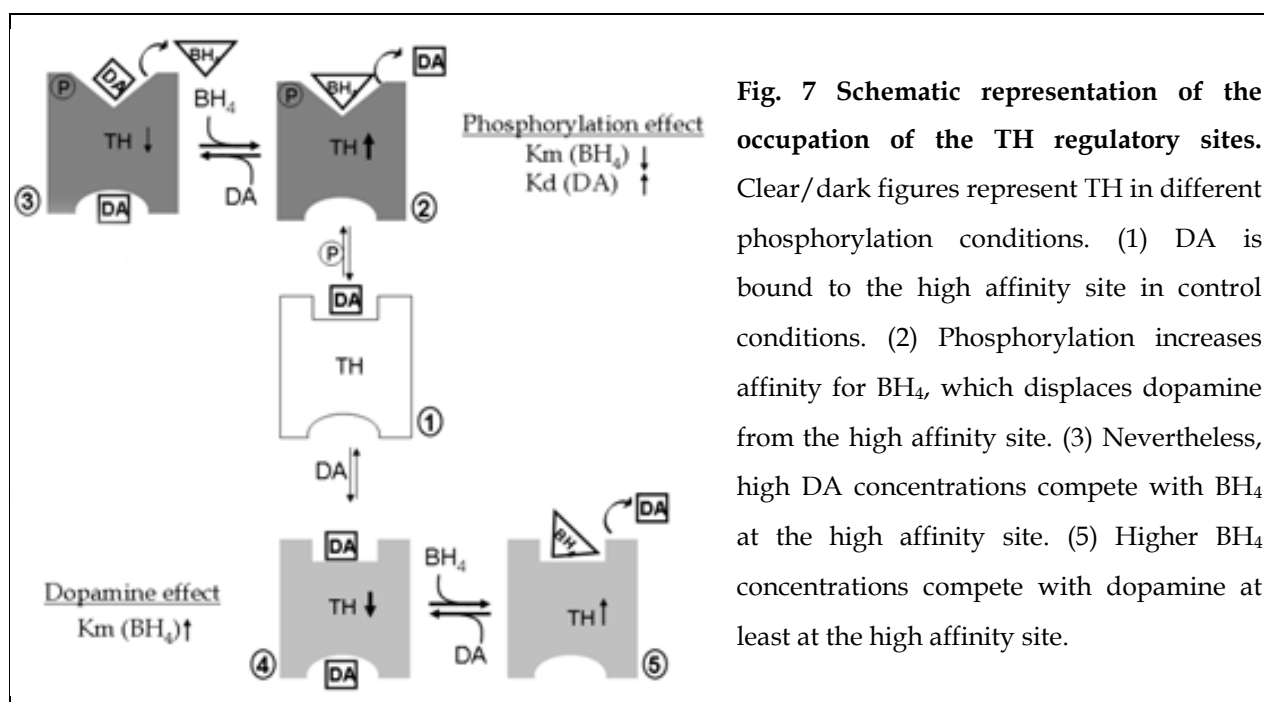 DA
BH₄
P
BH₄
DA
TH ↓
DA
DA
3
BH₄
DA
P
TH ↑
2
Phosphorylation effect
Km (BH₄) ↓
Kd (DA) ↑
P
DA
TH
1
DA
Dopamine effect
Km (BH₄)↑
DA
TH ↓
DA
4
BH₄
DA
BH₄
DA
TH ↑
5
Fig. 7 Schematic representation of the
occupation of the TH regulatory sites.
Clear/dark figures represent TH in different
phosphorylation conditions. (1) DA is
bound to the high affinity site in control
conditions. (2) Phosphorylation increases
affinity for BH₄, which displaces dopamine
from the high affinity site. (3) Nevertheless,
high DA concentrations compete with BH₄
at the high affinity site. (5) Higher BH₄
concentrations compete with dopamine at
least at the high affinity site.